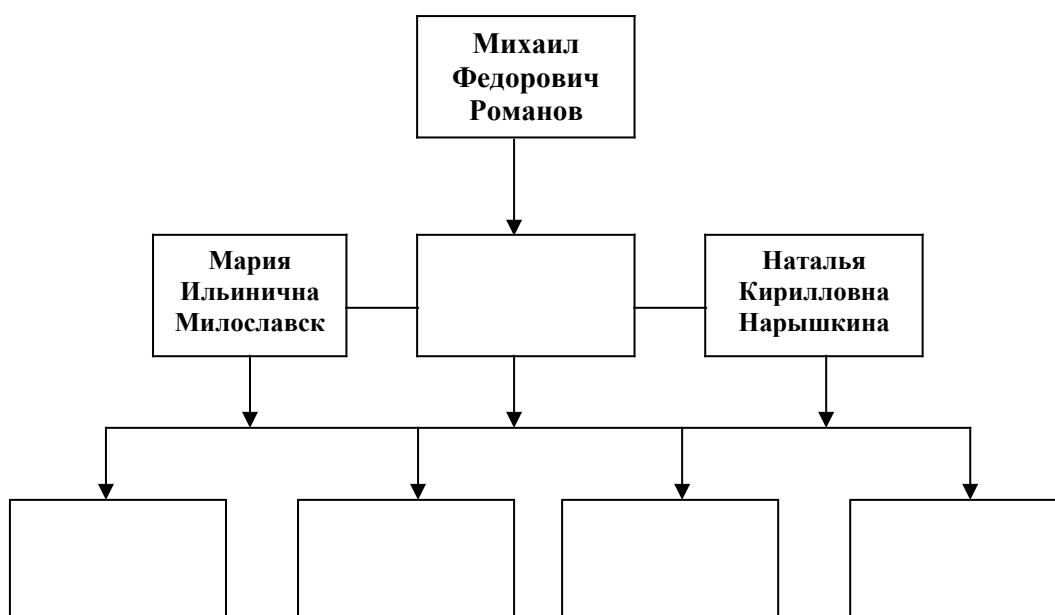 Михаил
Федорович
Романов
Мария
Ильинична
Милославск
Наталья
Кирилловна
Нарышкина